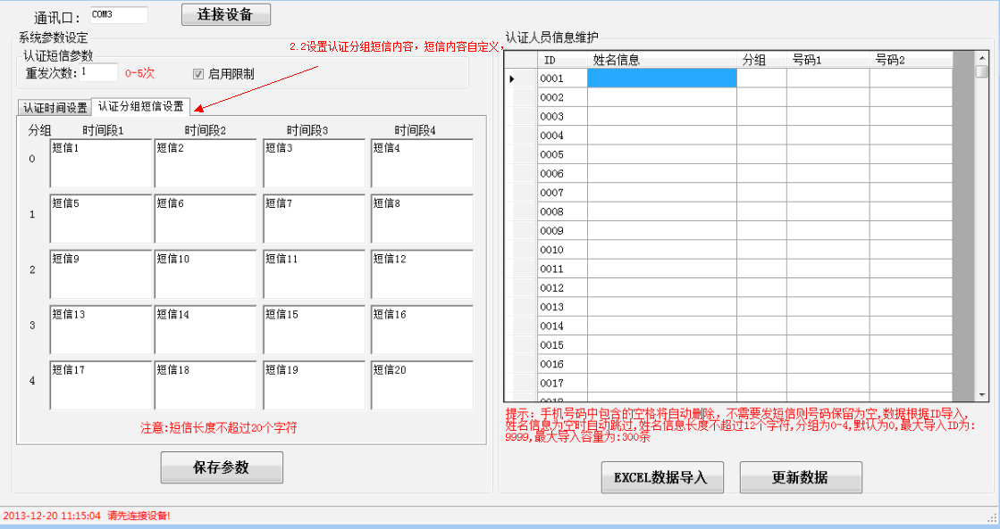 通讯口: COM3 连接设备
系统参数设定
认证短信参数
重发次数: 1 0-5次 启用限制
2.2设置认证分组短信内容，短信内容自定义，
认证时间设置 认证分组短信设置
分组 时间段1 时间段2 时间段3 时间段4
0 短信1 短信2 短信3 短信4
1 短信5 短信6 短信7 短信8
2 短信9 短信10 短信11 短信12
3 短信13 短信14 短信15 短信16
4 短信17 短信18 短信19 短信20
注意:短信长度不超过20个字符
保存参数
认证人员信息维护
ID 姓名信息 分组 号码1 号码2
0001
0002
0003
0004
0005
0006
0007
0008
0009
0010
0011
0012
0013
0014
0015
0016
0017
0018
提示: 手机号码中包含的空格将自动删除, 不需要发短信则号码保留为空,数据根据ID导入,
姓名信息为空时自动跳过,姓名信息长度不超过12个字符,分组为0-4,默认为0,最大导入ID为:
9999,最大导入容量为:300条
EXCEL数据导入 更新数据
2013-12-20 11:15:04 请先连接设备!